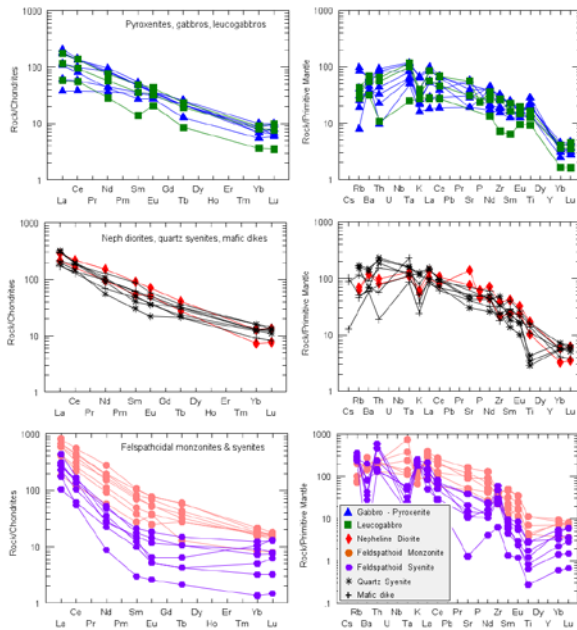 Pyroxenites, gabbros, leucogabbros
1000
100
10
1
Rock/Chondrites
Ce Nd Sm Gd Dy Er Yb
La Pr Pm Eu Tb Ho Tm Lu
1000
100
10
1
Rock/Primitive Mantle
Rb Th Nb K Ce Pr P Zr Eu Dy Yb
Cs Ba U Ta La Pb Sr Nd Sm Ti Y Lu
Neph diorites, quartz syenites, mafic dikes
1000
100
10
1
Rock/Chondrites
Ce Nd Sm Gd Dy Er Yb
La Pr Pm Eu Tb Ho Tm Lu
1000
100
10
1
Rock/Primitive Mantle
Rb Th Nb K Ce Pr P Zr Eu Dy Yb
Cs Ba U Ta La Pb Sr Nd Sm Ti Y Lu
Felspathoidal monzonites & syenites
1000
100
10
1
Rock/Chondrites
Ce Nd Sm Gd Dy Er Yb
La Pr Pm Eu Tb Ho Tm Lu
1000
100
10
1
.1
Rock/Primitive Mantle
Gabbro - Pyroxenite
Leucogabbro
Nepheline Diorite
Feldspathoid Monzonite
Feldspathoid Syenite
Quartz Syenite
Mafic dike
Rb Th Nb K Ce Pr P Zr Eu Dy Yb
Cs Ba U Ta La Pb Sr Nd Sm Ti Y Lu